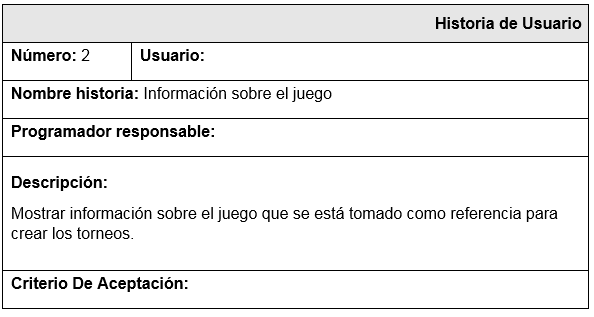 Historia de Usuario
Número: 2 Usuario:
Nombre historia: Información sobre el juego
Programador responsable:
Descripción:
Mostrar información sobre el juego que se está tomado como referencia para
crear los torneos.
Criterio De Aceptación: